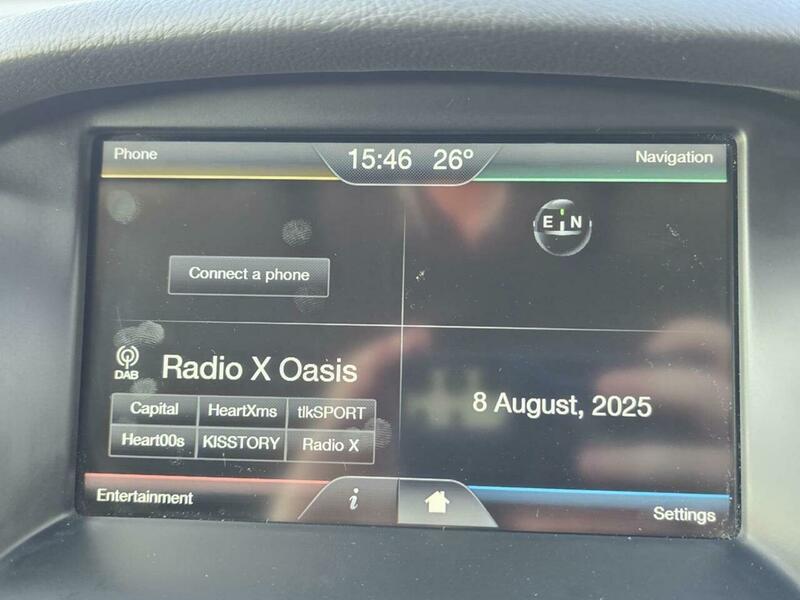 Phone
15:46 26º
Navigation
E N
Connect a phone
DAB
Radio X Oasis
Capital HeartXms tlkSPORT
Heart00s KISSTORY Radio X
8 August, 2025
Entertainment
i
Settings